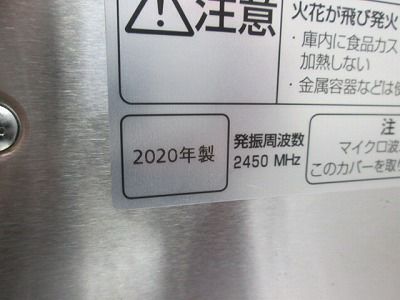 注意
火花が飛び発火
・庫内に食品カス
加熱しない
・金属容器などは使
2020年製
発振周波数
2450 MHz
注
マイクロ波
このカバーを取り